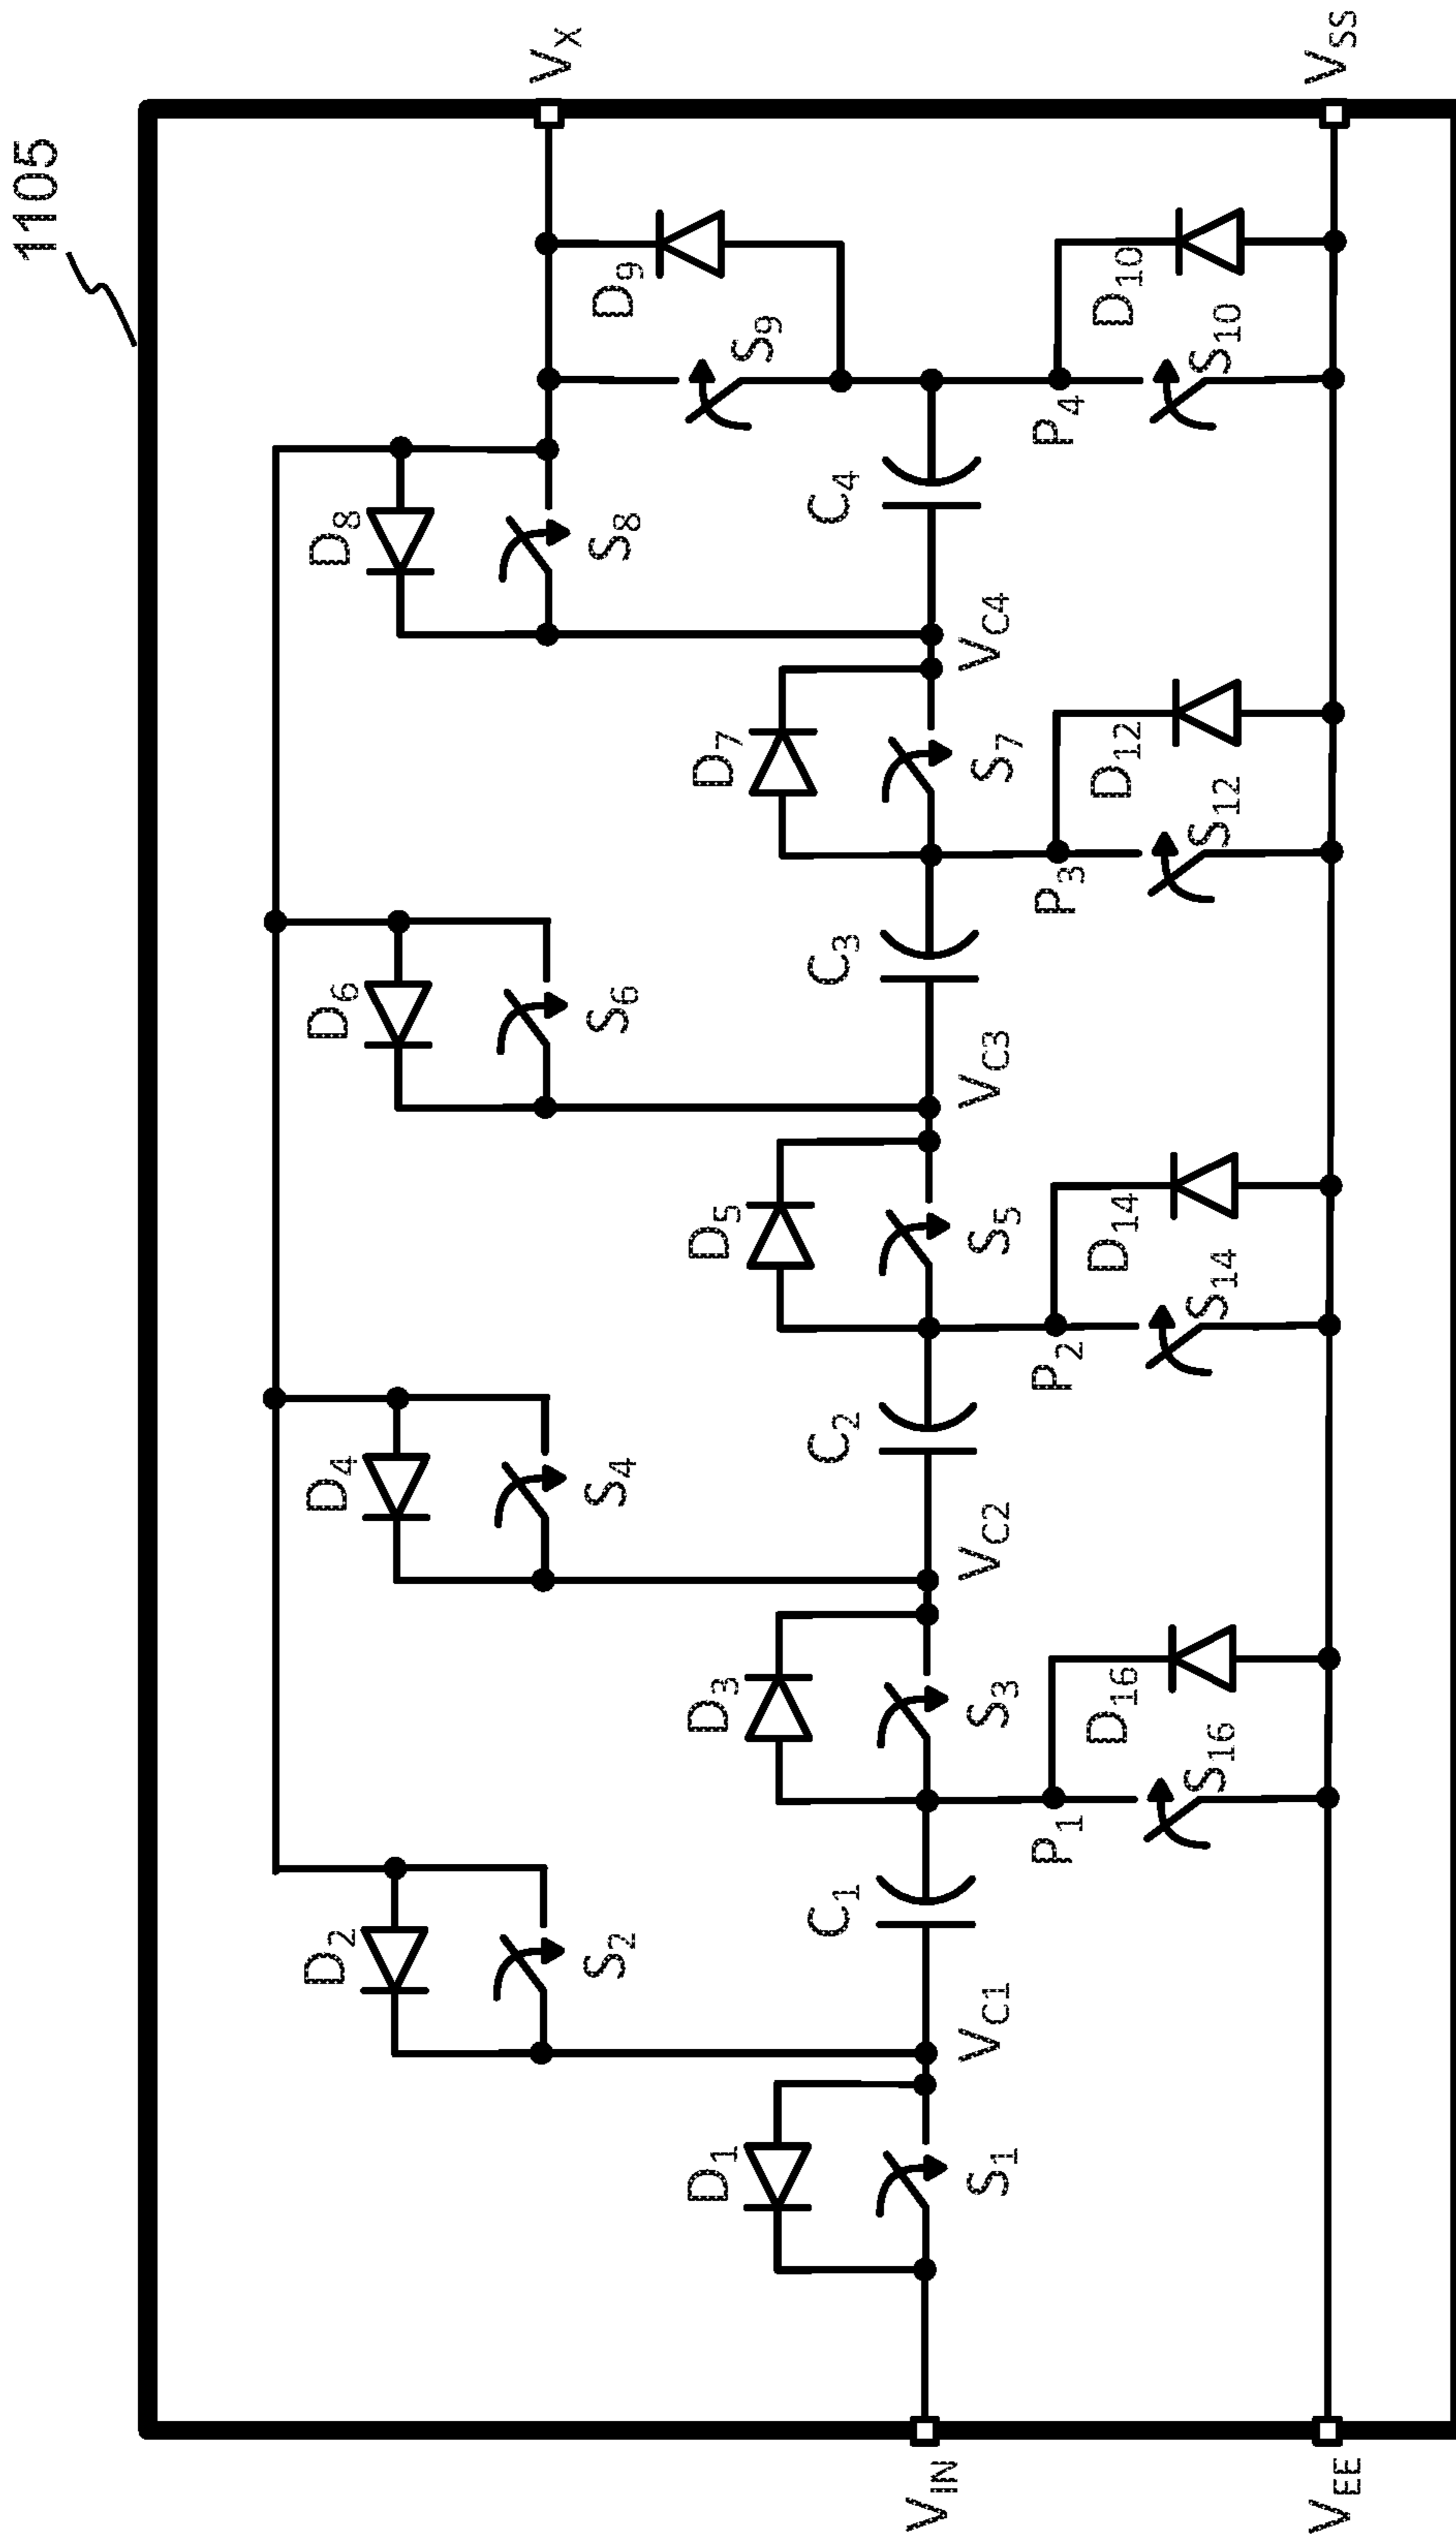 1105
D2
D4
D6
D8
VX
S2
S4
S6
S8
D9
D1
D3
D5
D7
S9
C1
C2
C3
C4
VIN
S1
VC1
S3
VC2
S5
VC3
S7
VC4
P1
D16
P2
D14
P3
D12
P4
D10
S16
S14
S12
S10
VEE
VSS